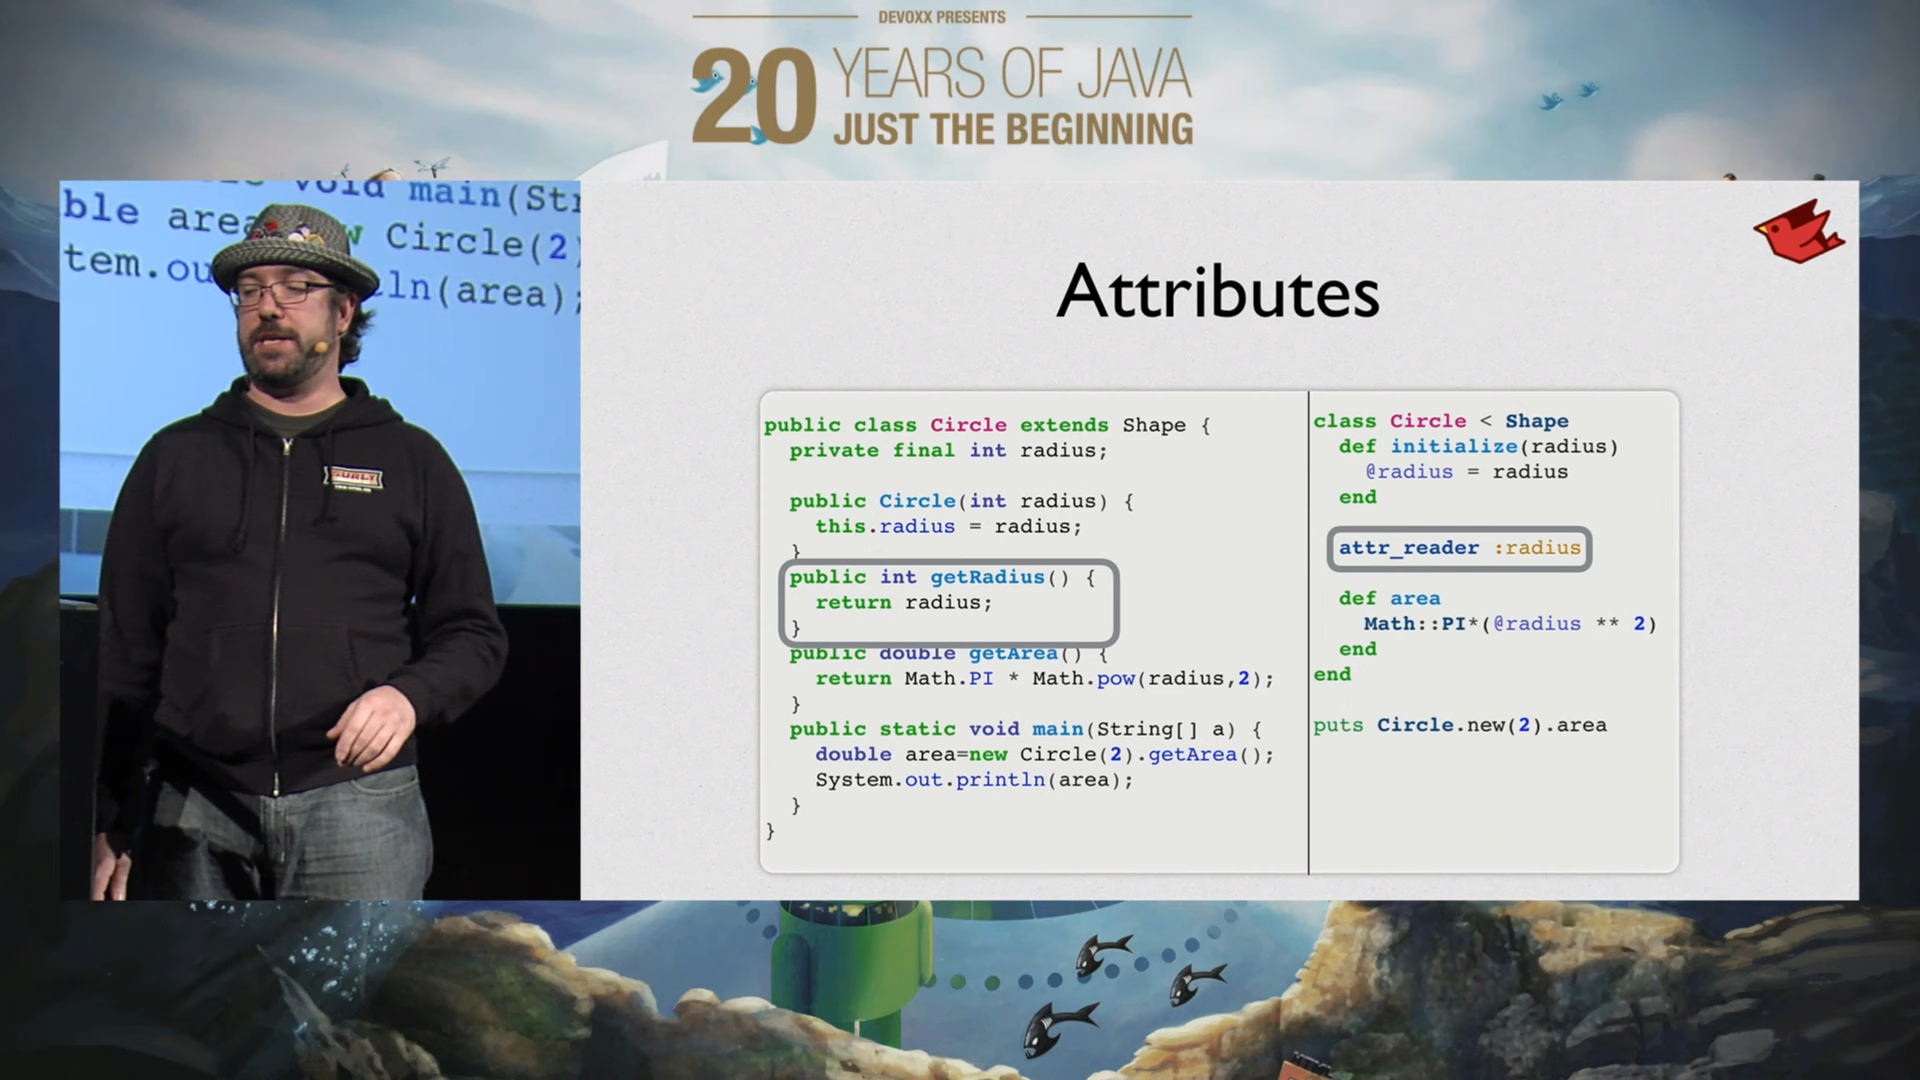 DEVOXX PRESENTS
20 YEARS OF JAVA
JUST THE BEGINNING
void main(Str
ble area
Circle(2)
tem.out
ln(area);
Attributes
public class Circle extends Shape {
private final int radius;
public Circle(int radius) {
this.radius = radius;
}
public int getRadius() {
return radius;
}
public double getArea() {
return Math.PI * Math.pow(radius,2);
}
public static void main(String[] a) {
double area=new Circle(2).getArea();
System.out.println(area);
}
}
class Circle < Shape
def initialize(radius)
@radius = radius
end
attr_reader :radius
def area
Math::PI*(@radius ** 2)
end
end
puts Circle.new(2).area